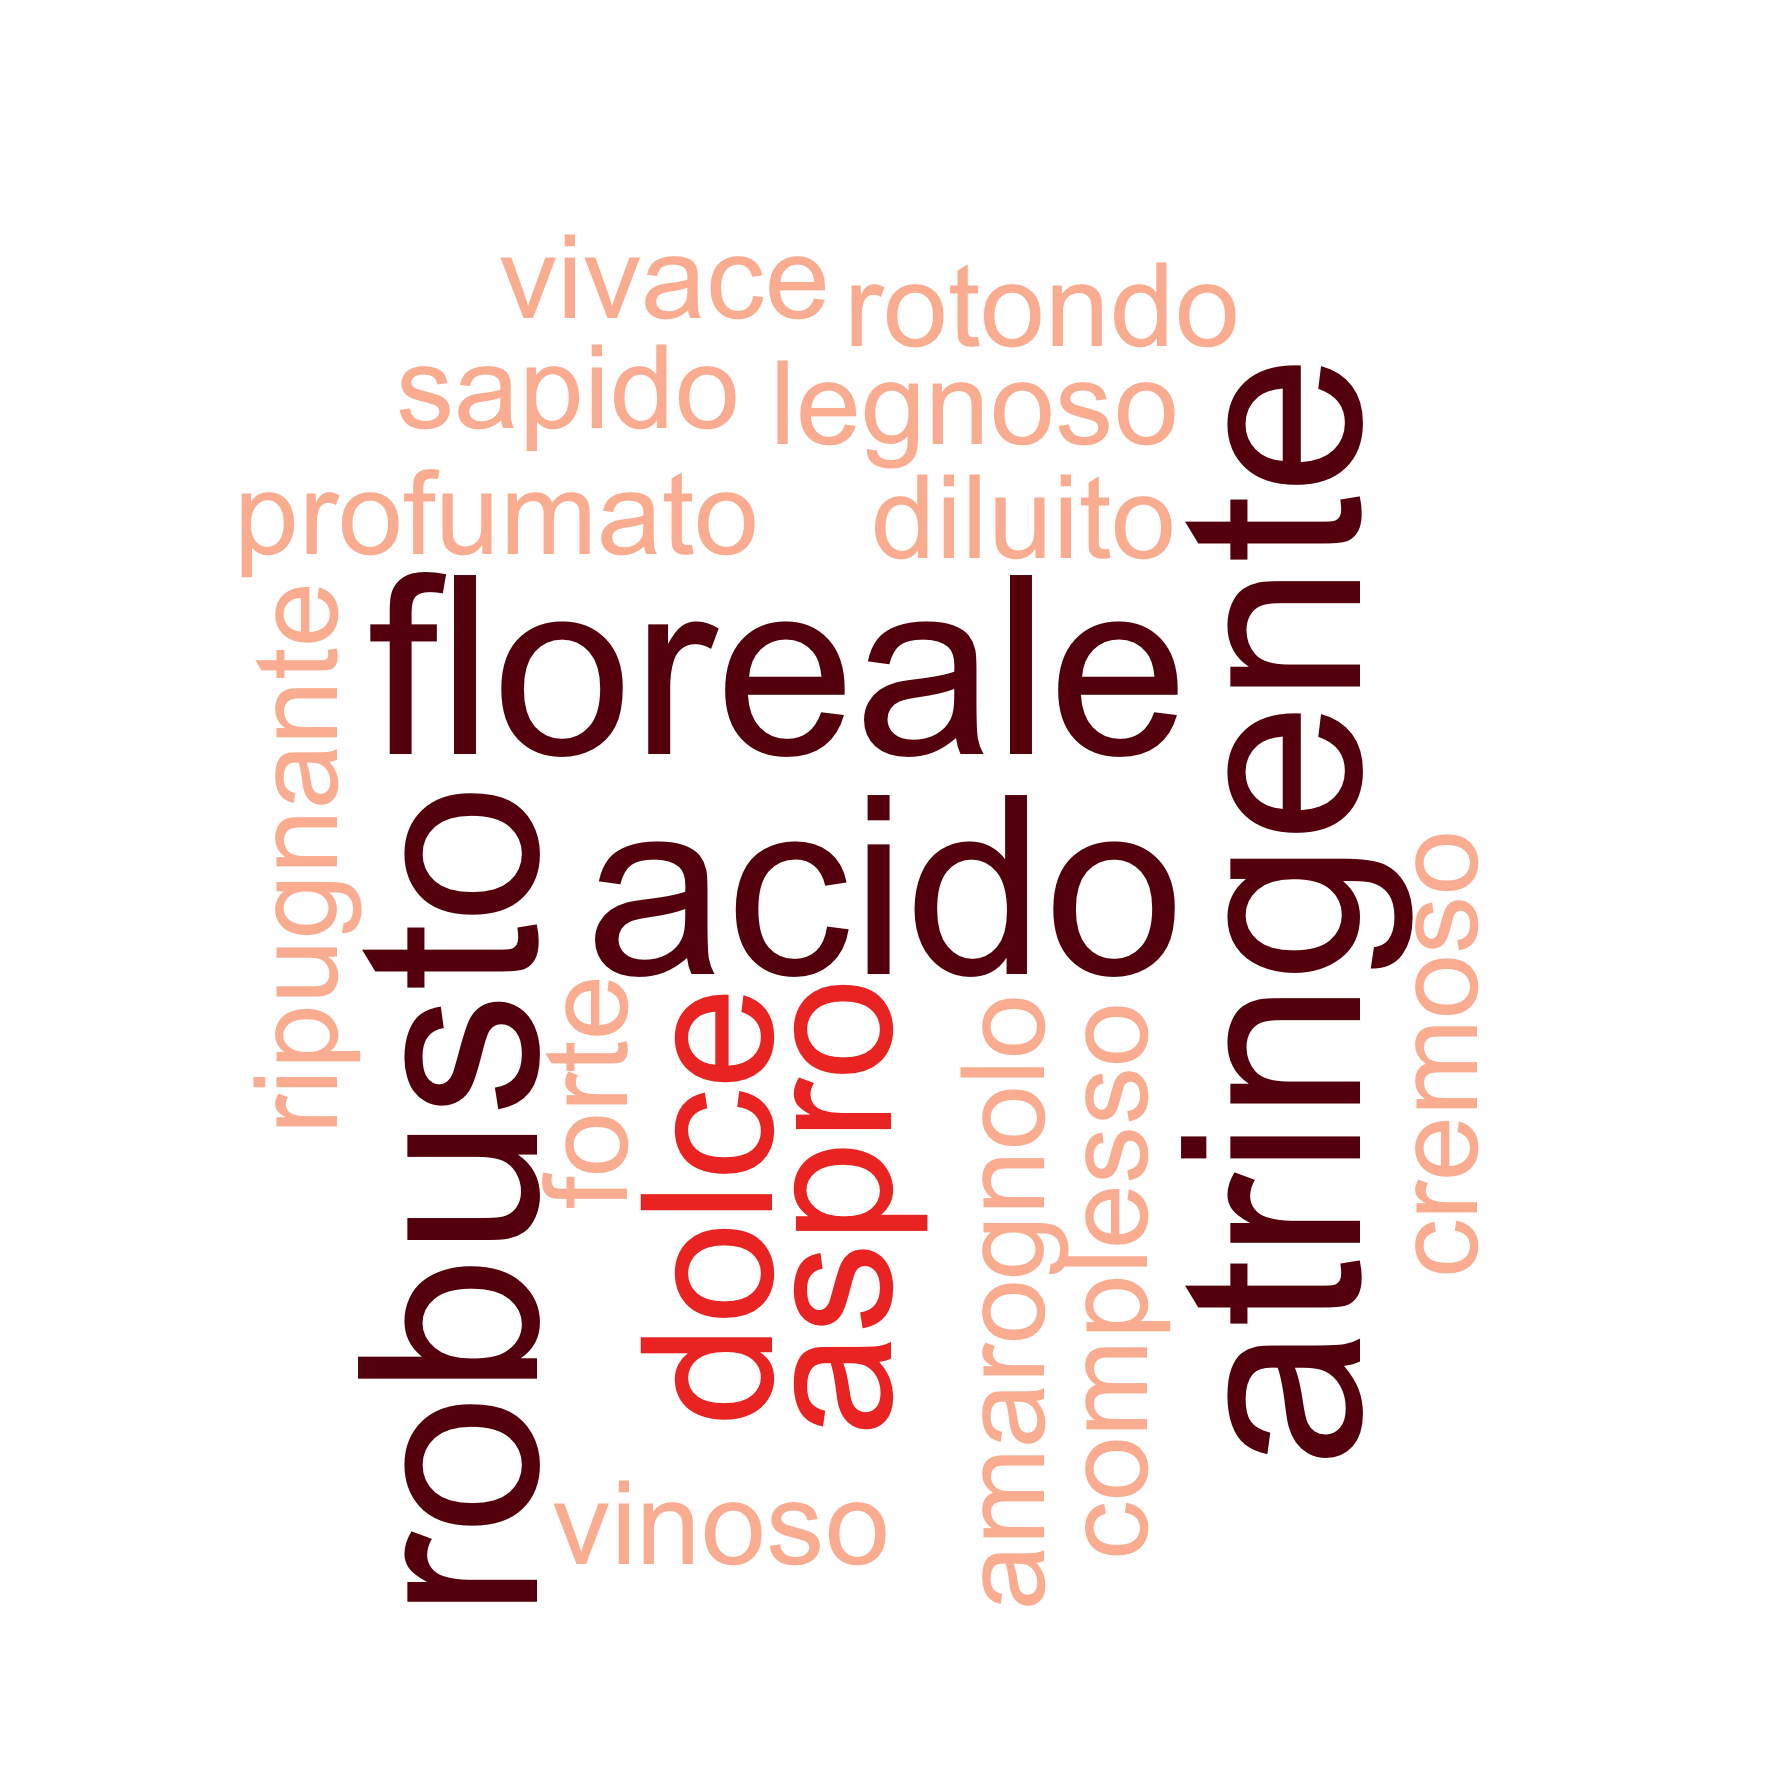 vivace
rotondo
sapido
legnoso
profumato
diluito
floreale
atringente
ripugnante
acido
robusto
cremoso
forte
dolce
aspro
amarognolo
complesso
vinoso